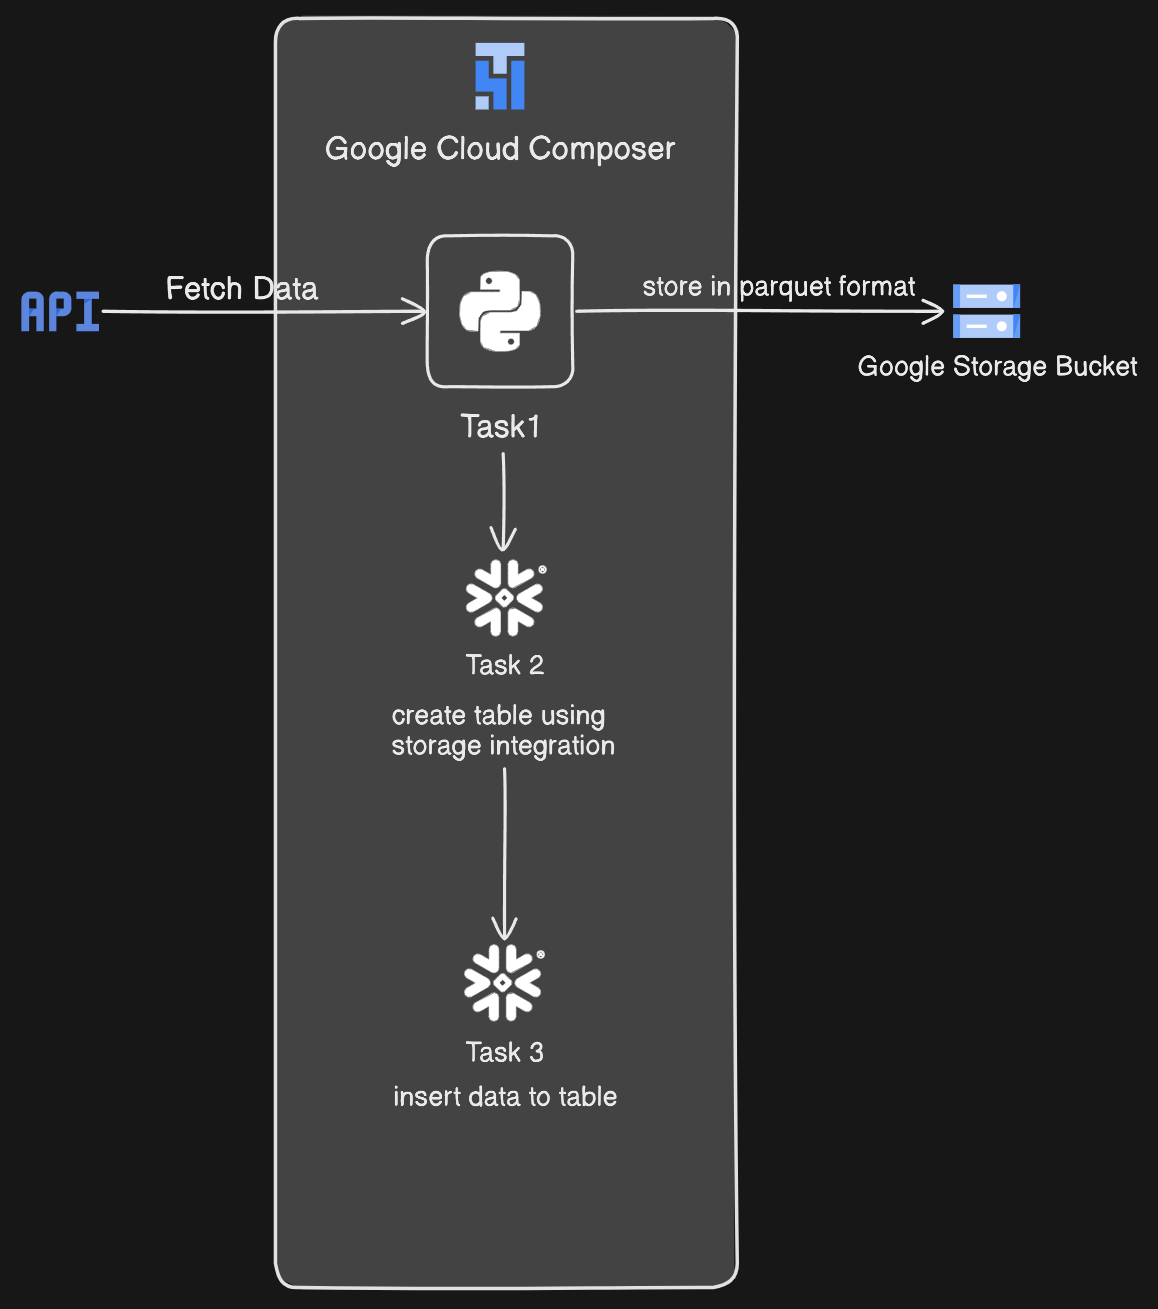 Google Cloud Composer
API
Fetch Data
store in parquet format
Google Storage Bucket
Task1
®
Task 2
create table using
storage integration
®
Task 3
insert data to table